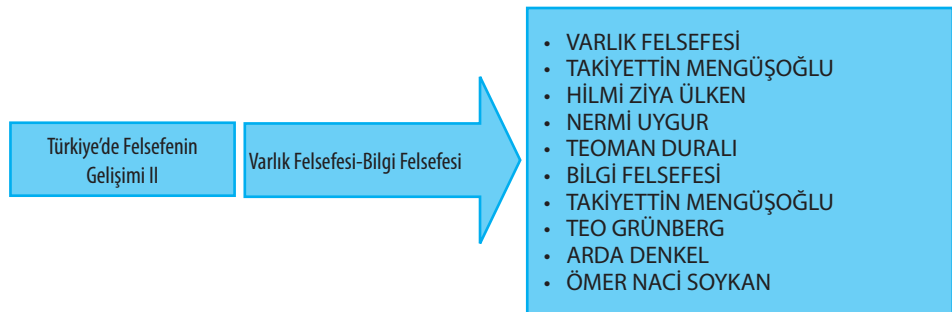 Türkiye'de Felsefenin
Gelişimi II
Varlık Felsefesi-Bilgi Felsefesi
• VARLIK FELSEFESİ
• TAKİYETTİN MENGÜŞOĞLU
• HİLMİ ZİYA ÜLKEN
• NERMİ UYGUR
• TEOMAN DURALI
• BİLGİ FELSEFESİ
• TAKİYETTİN MENGÜŞOĞLU
• TEO GRÜNBERG
• ARDA DENKEL
• ÖMER NACİ SOYKAN